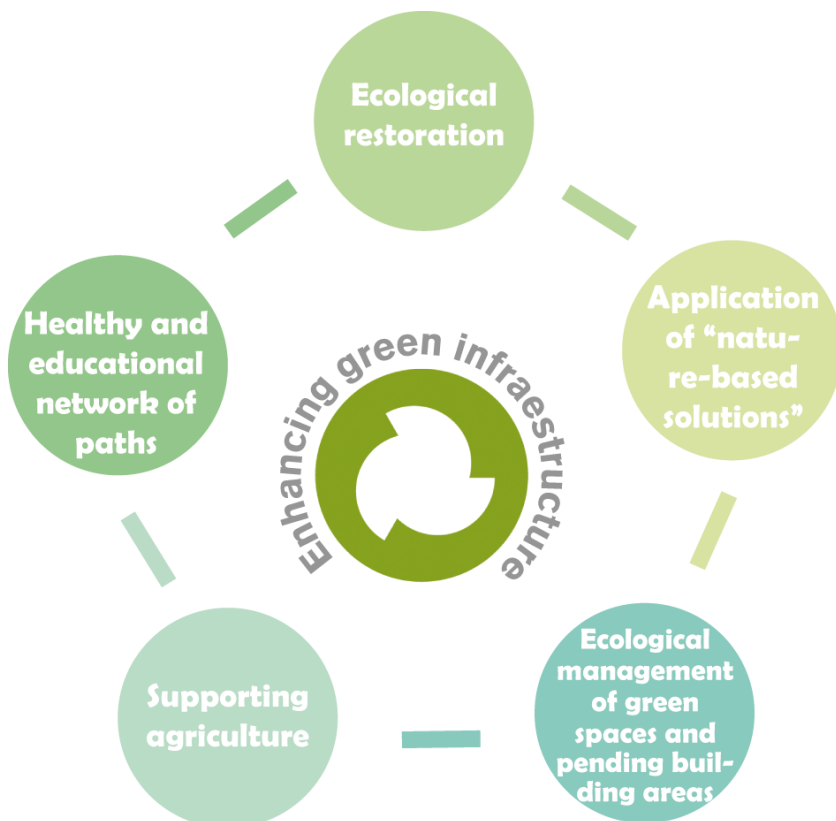 Ecological
restoration
Application
of “natu-
re-based
solutions”
Ecological
management
of green
spaces and
pending buil-
ding areas
Supporting
agriculture
Healthy and
educational
network of
paths
Enhancing green infraestructure